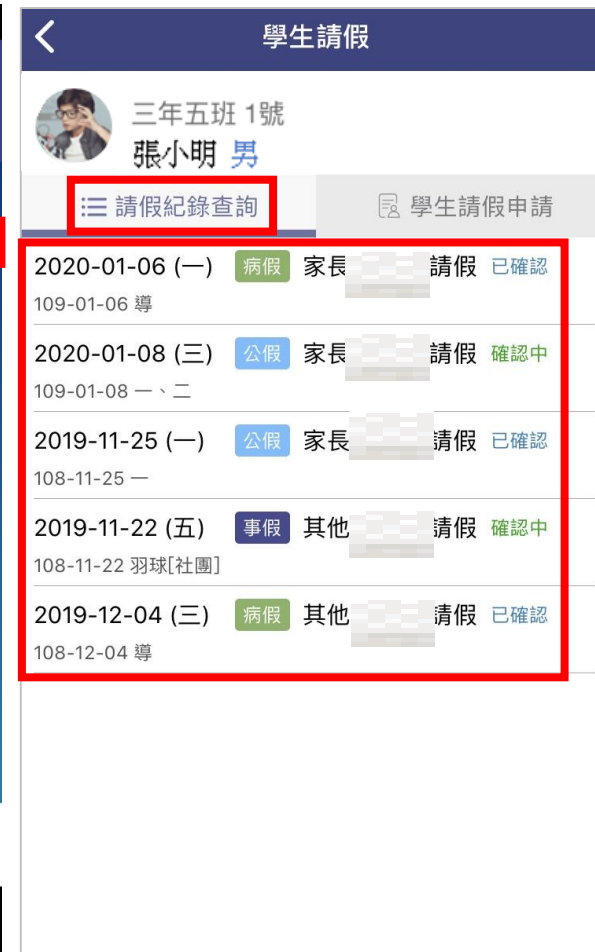 學生請假
三年五班 1號
張小明 男
請假紀錄查詢 學生請假申請
2020-01-06 (一) 病假 家長 請假 已確認
109-01-06 導
2020-01-08 (三) 公假 家長 請假 確認中
109-01-08 一、二
2019-11-25 (一) 公假 家長 請假 已確認
108-11-25 一
2019-11-22 (五) 事假 其他 請假 確認中
108-11-22 羽球[社團]
2019-12-04 (三) 病假 其他 請假 已確認
108-12-04 導